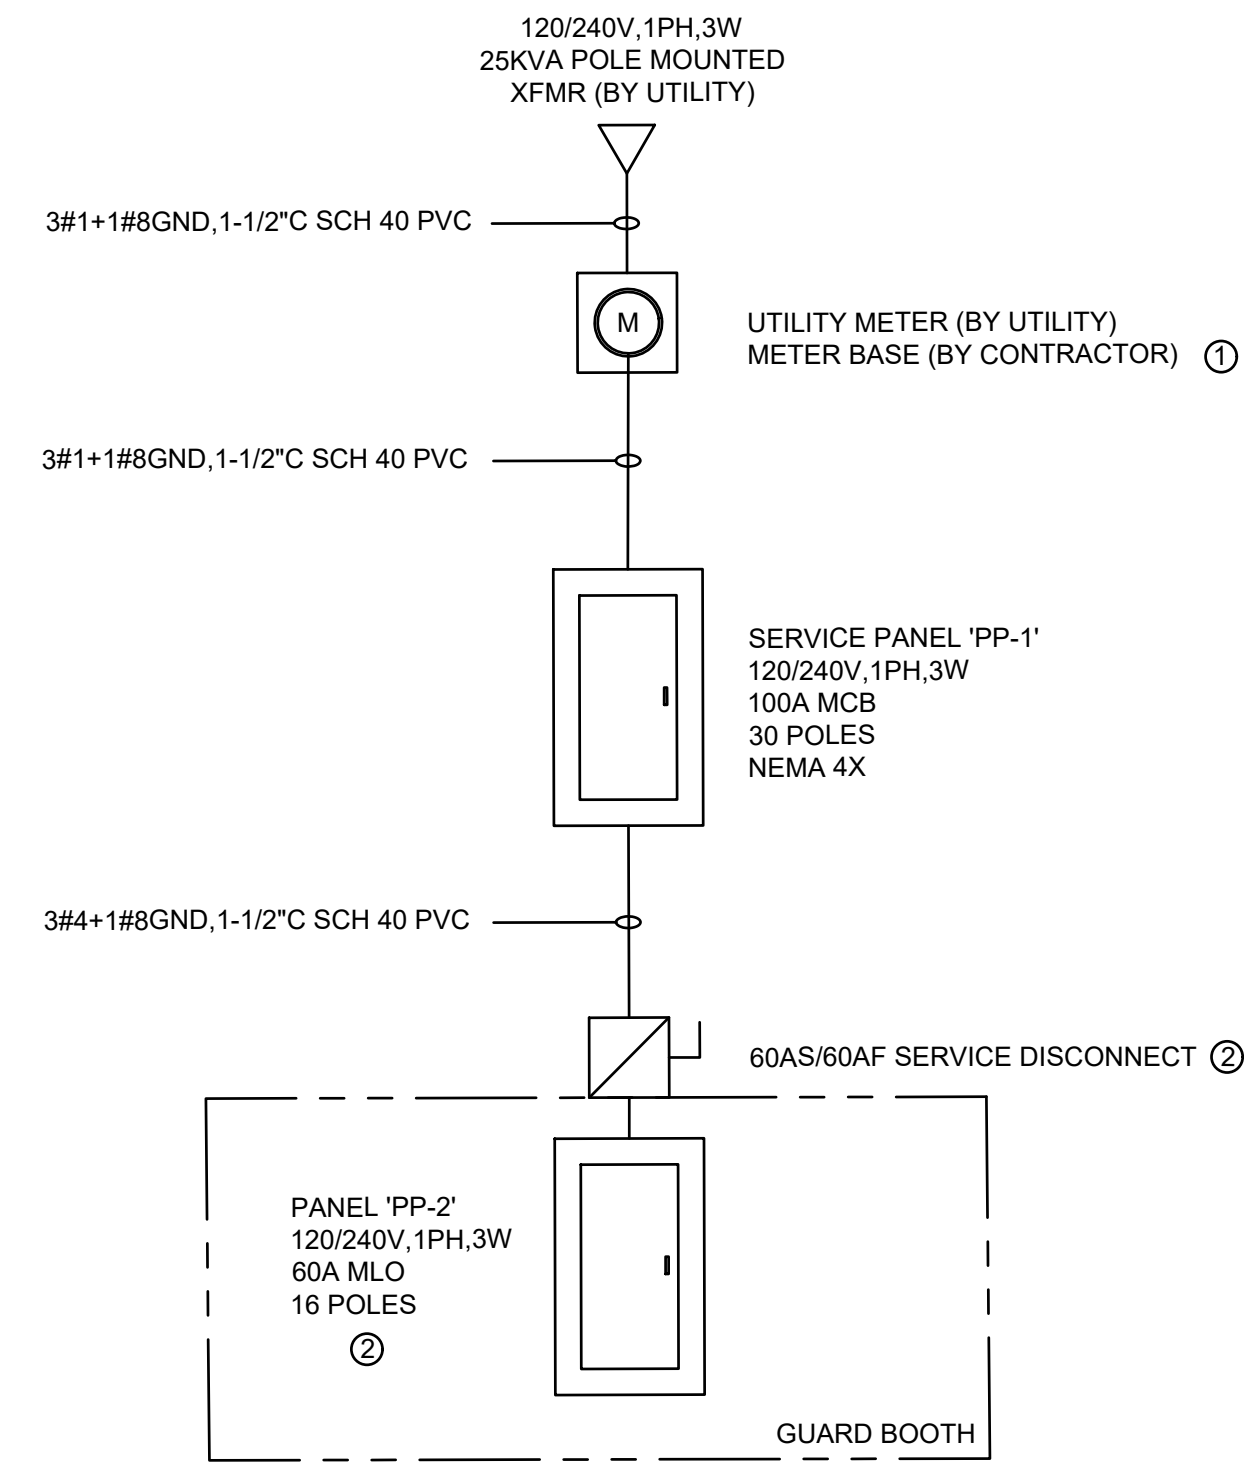 120/240V,1PH,3W
25KVA POLE MOUNTED
XFMR (BY UTILITY)
3#1+1#8GND,1-1/2"C SCH 40 PVC
M
UTILITY METER (BY UTILITY)
METER BASE (BY CONTRACTOR) 1
3#1+1#8GND,1-1/2"C SCH 40 PVC
SERVICE PANEL 'PP-1'
120/240V,1PH,3W
100A MCB
30 POLES
NEMA 4X
3#4+1#8GND,1-1/2"C SCH 40 PVC
60AS/60AF SERVICE DISCONNECT 2
PANEL 'PP-2'
120/240V,1PH,3W
60A MLO
16 POLES
2
GUARD BOOTH